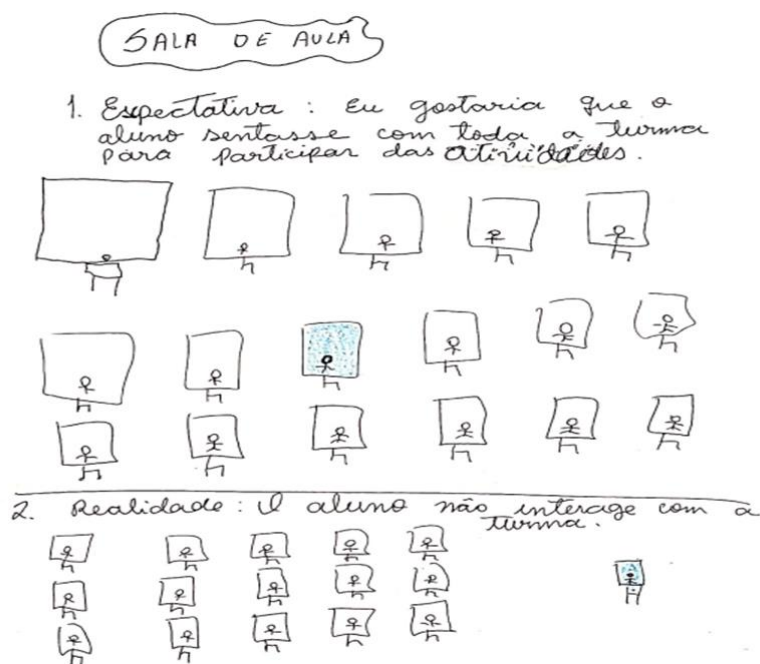 SALA DE AULA
1. Expectativa: Eu gostaria que o
aluno sentasse com toda a turma
para participar das atividades.
2. Realidade: O aluno não interage com a
turma.